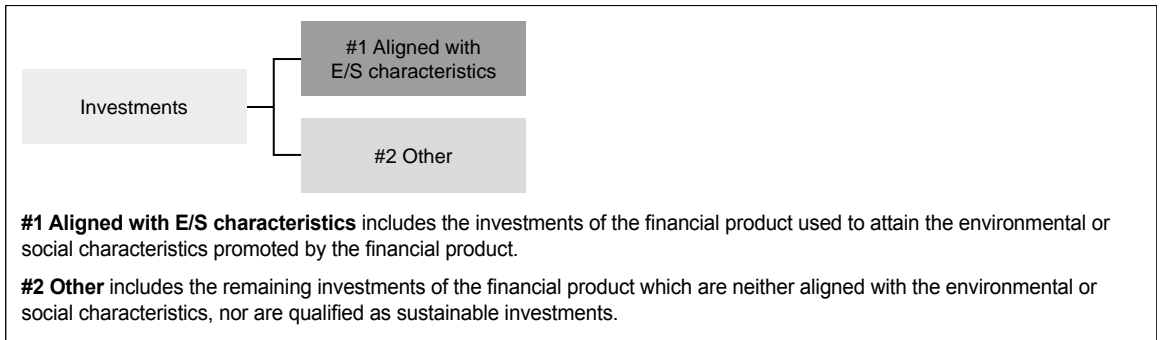 #1 Aligned with
E/S characteristics
Investments
#2 Other
#1 Aligned with E/S characteristics includes the investments of the financial product used to attain the environmental or
social characteristics promoted by the financial product.
#2 Other includes the remaining investments of the financial product which are neither aligned with the environmental or
social characteristics, nor are qualified as sustainable investments.